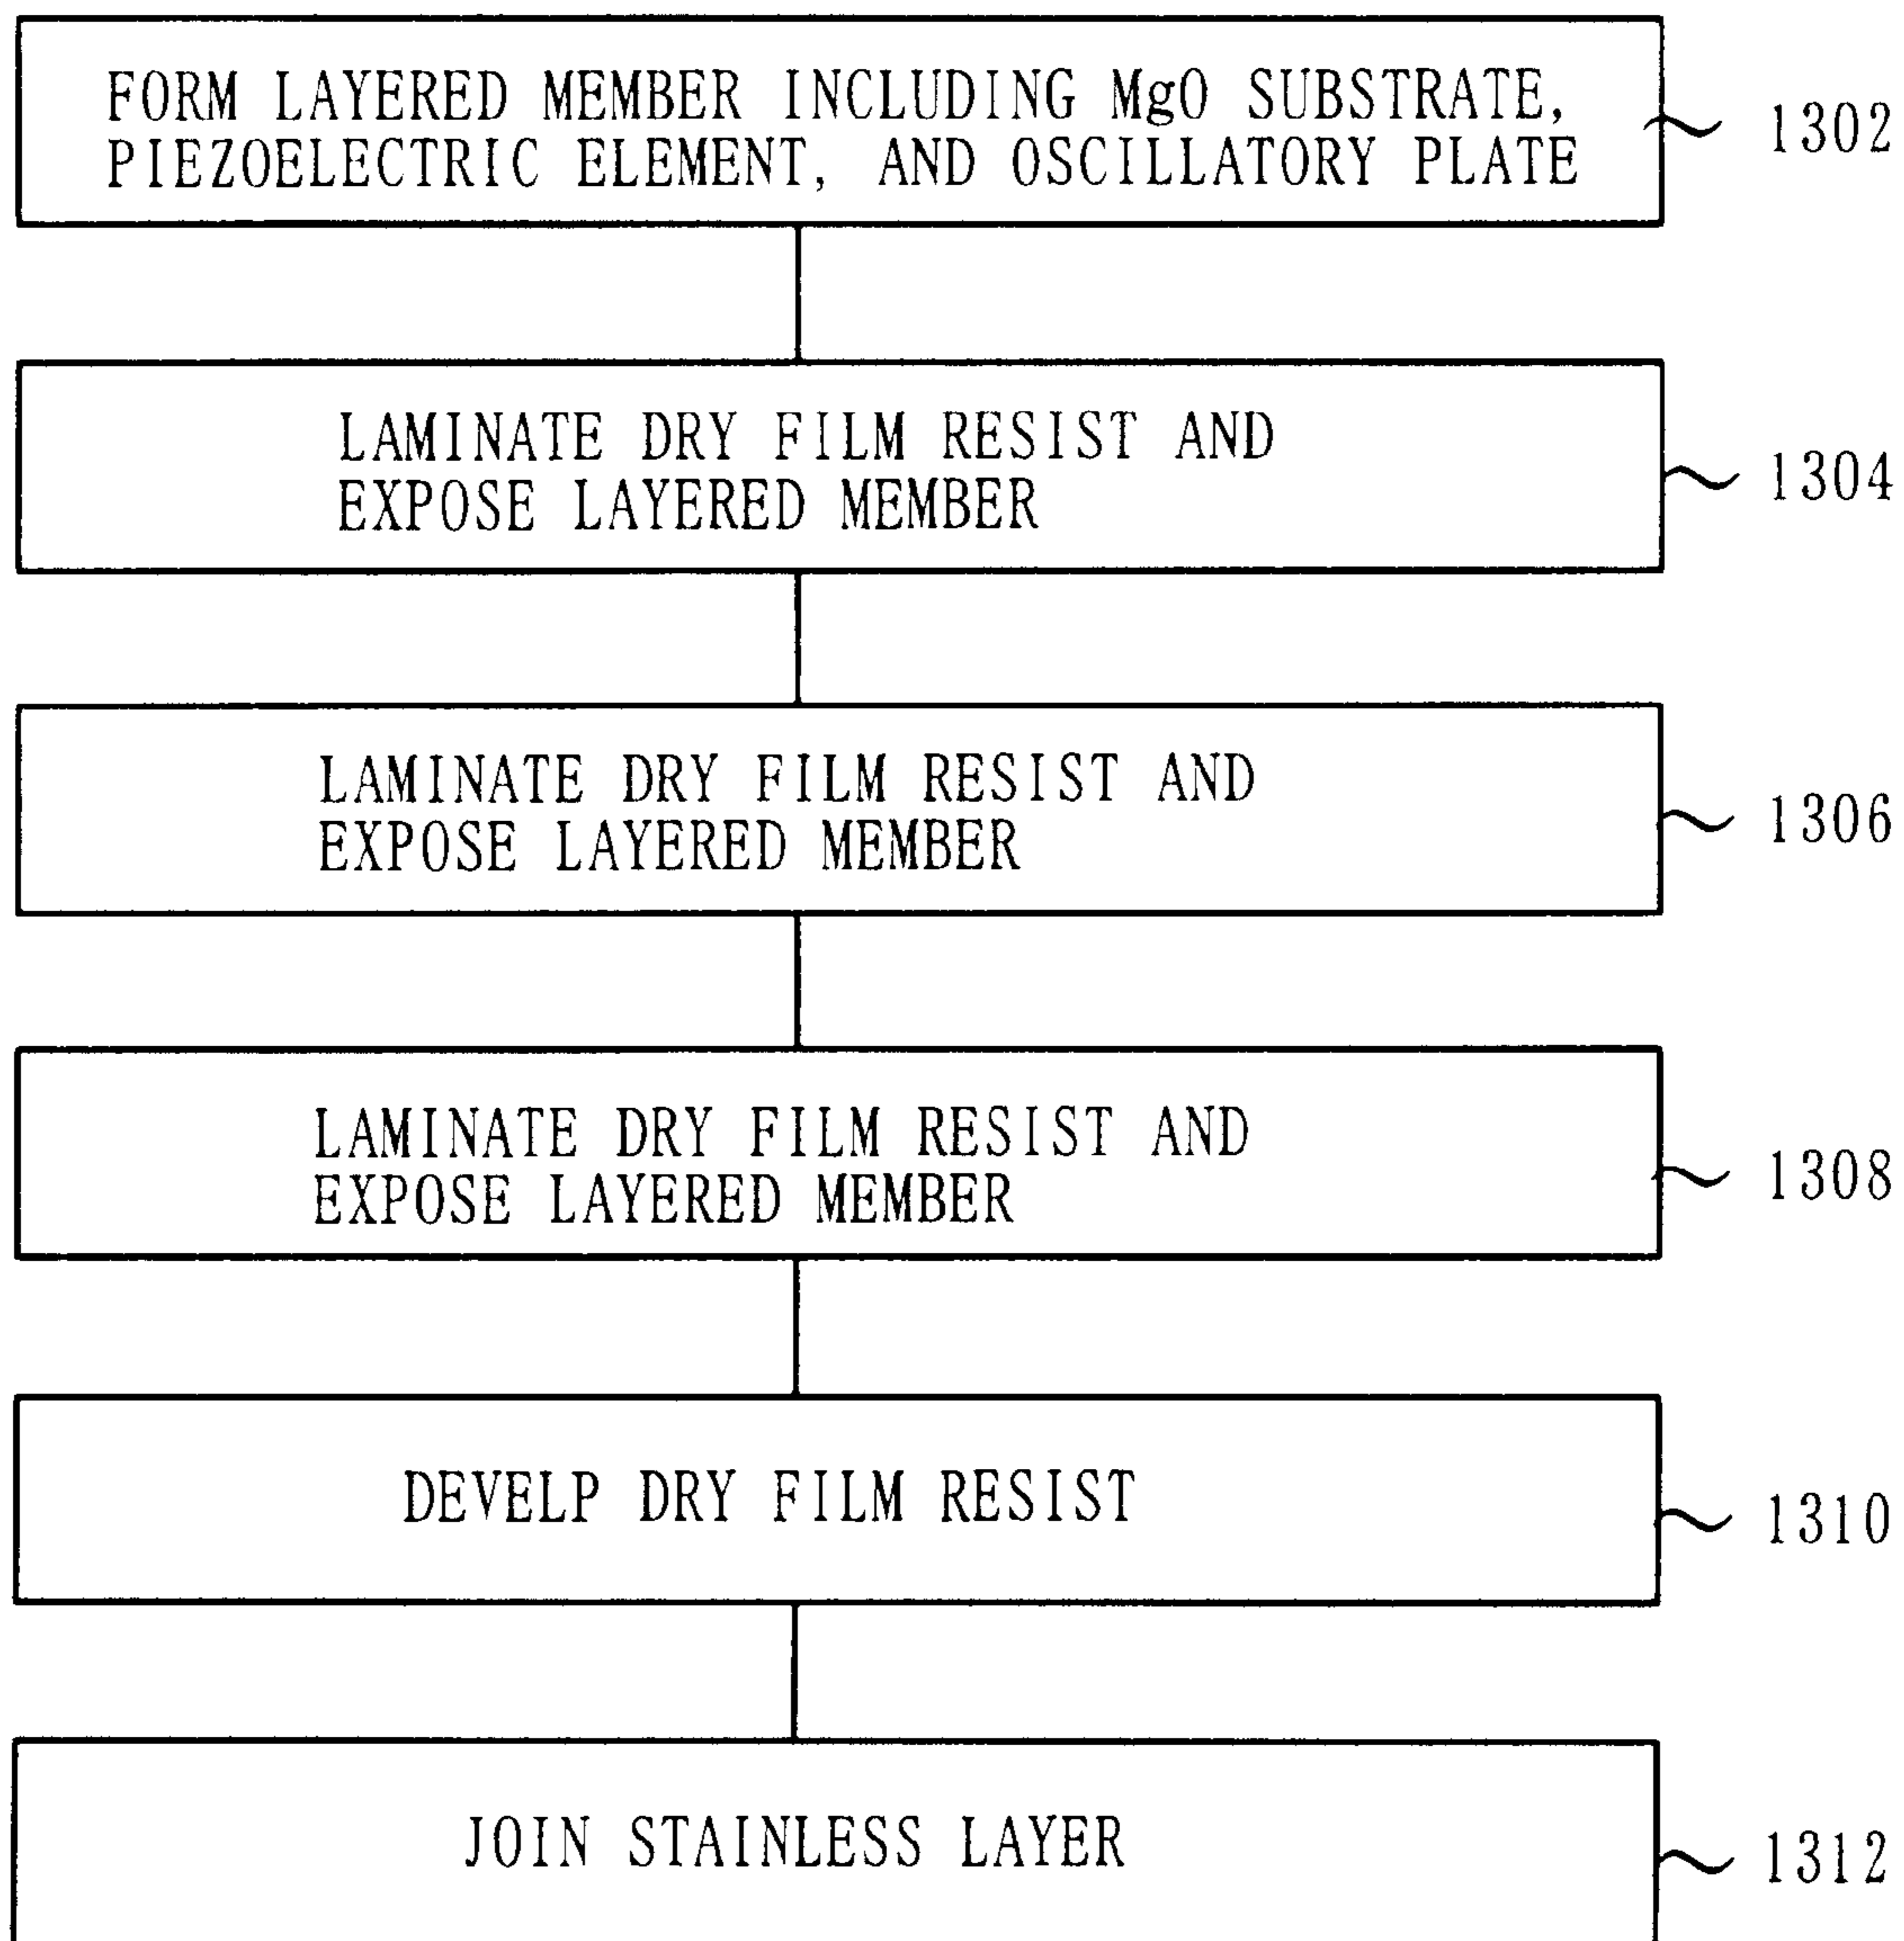 FORM LAYERED MEMBER INCLUDING MgO SUBSTRATE,
PIEZOELECTRIC ELEMENT, AND OSCILLATORY PLATE
1302
LAMINATE DRY FILM RESIST AND
EXPOSE LAYERED MEMBER
1304
LAMINATE DRY FILM RESIST AND
EXPOSE LAYERED MEMBER
1306
LAMINATE DRY FILM RESIST AND
EXPOSE LAYERED MEMBER
1308
DEVELP DRY FILM RESIST
1310
JOIN STAINLESS LAYER
1312